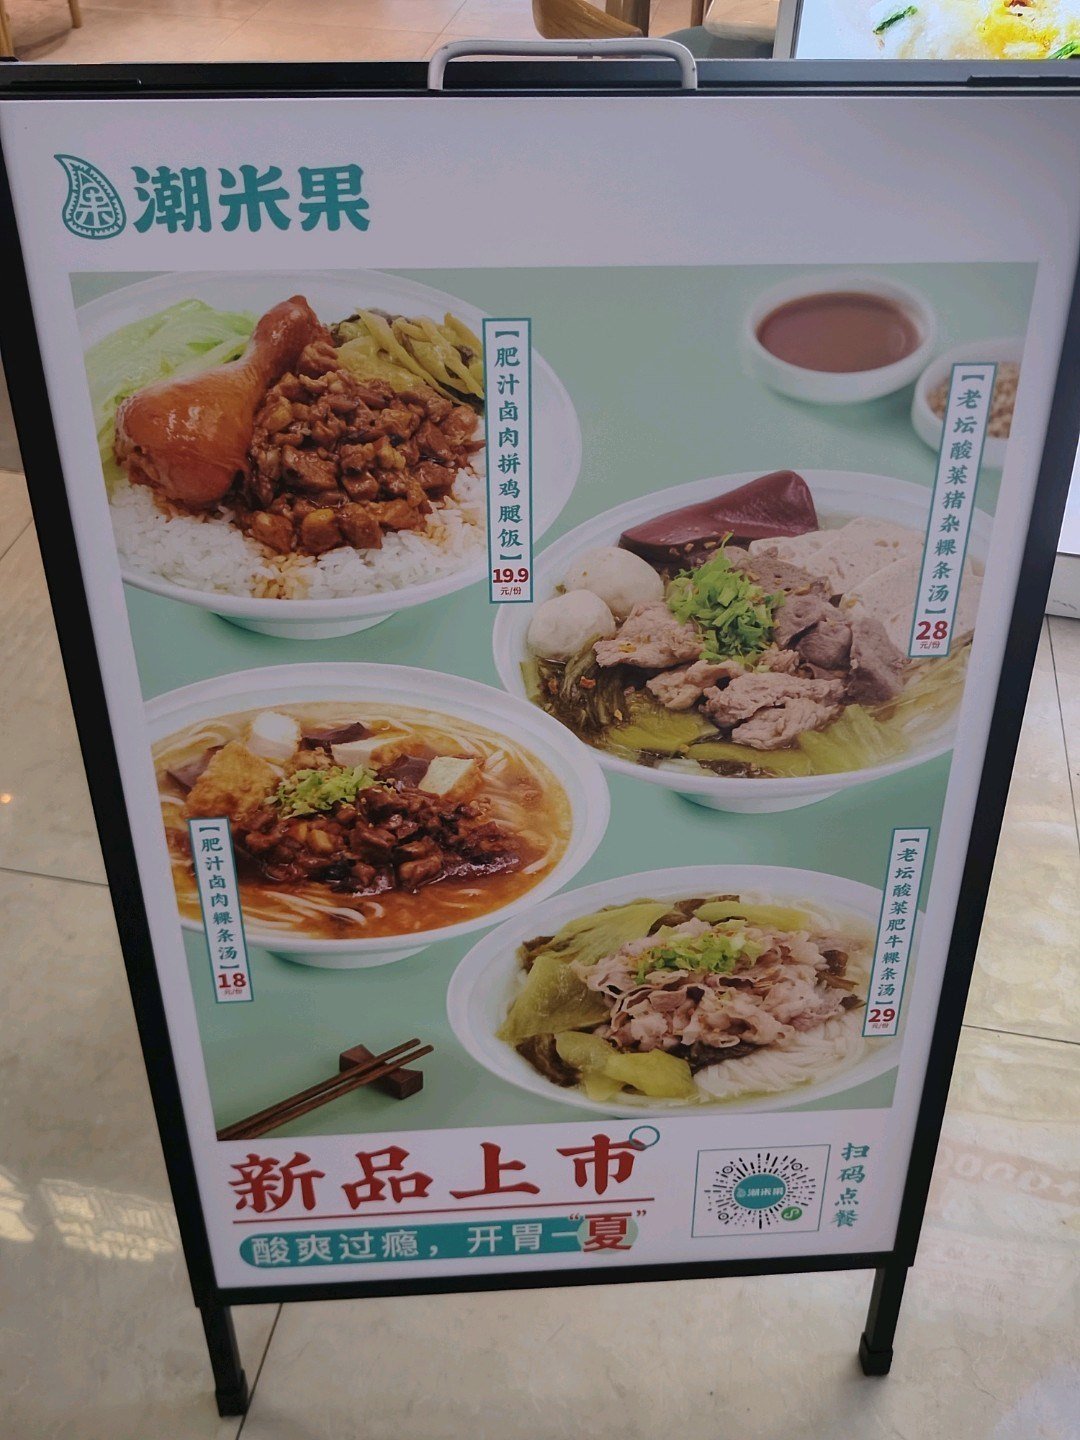 潮米果
【肥汁卤肉拼鸡腿饭】
19.9
元/份
【老坛酸菜猪杂粿条汤】
28
元/份
【肥汁卤肉粿条汤】
18
元/份
【老坛酸菜肥牛粿条汤】
29
元/份
新品上市
酸爽过瘾，开胃一“夏”
潮米果
扫码点餐